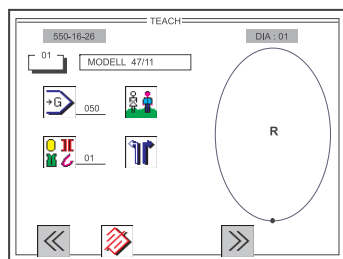 TEACH
550-16-26
DIA : 01
01
MODELL 47/11
G
050
R
01